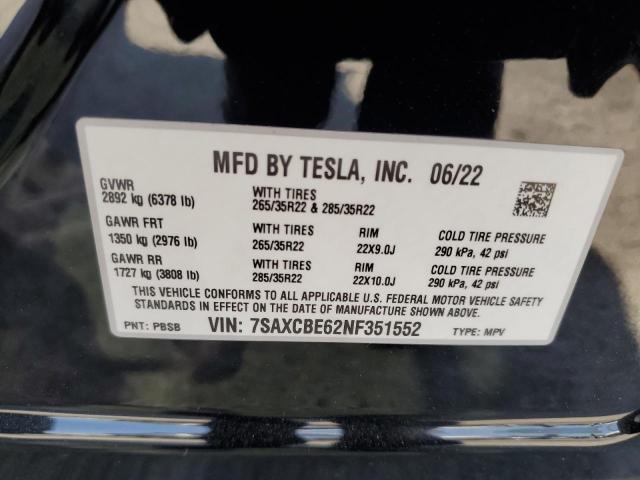 MFD BY TESLA, INC. 06/22
GVWR
2892 kg (6378 lb)
WITH TIRES
265/35R22 & 285/35R22
GAWR FRT
1350 kg (2976 lb)
WITH TIRES
265/35R22
RIM
22X9.0J
COLD TIRE PRESSURE
290 kPa, 42 psi
GAWR RR
1727 kg (3808 lb)
WITH TIRES
285/35R22
RIM
22X10.0J
COLD TIRE PRESSURE
290 kPa, 42 psi
THIS VEHICLE CONFORMS TO ALL APPLICABLE U.S. FEDERAL MOTOR VEHICLE SAFETY
STANDARDS IN EFFECT ON THE DATE OF MANUFACTURE SHOWN ABOVE.
PNT: PBSB VIN: 7SAXCBE62NF351552 TYPE: MPV